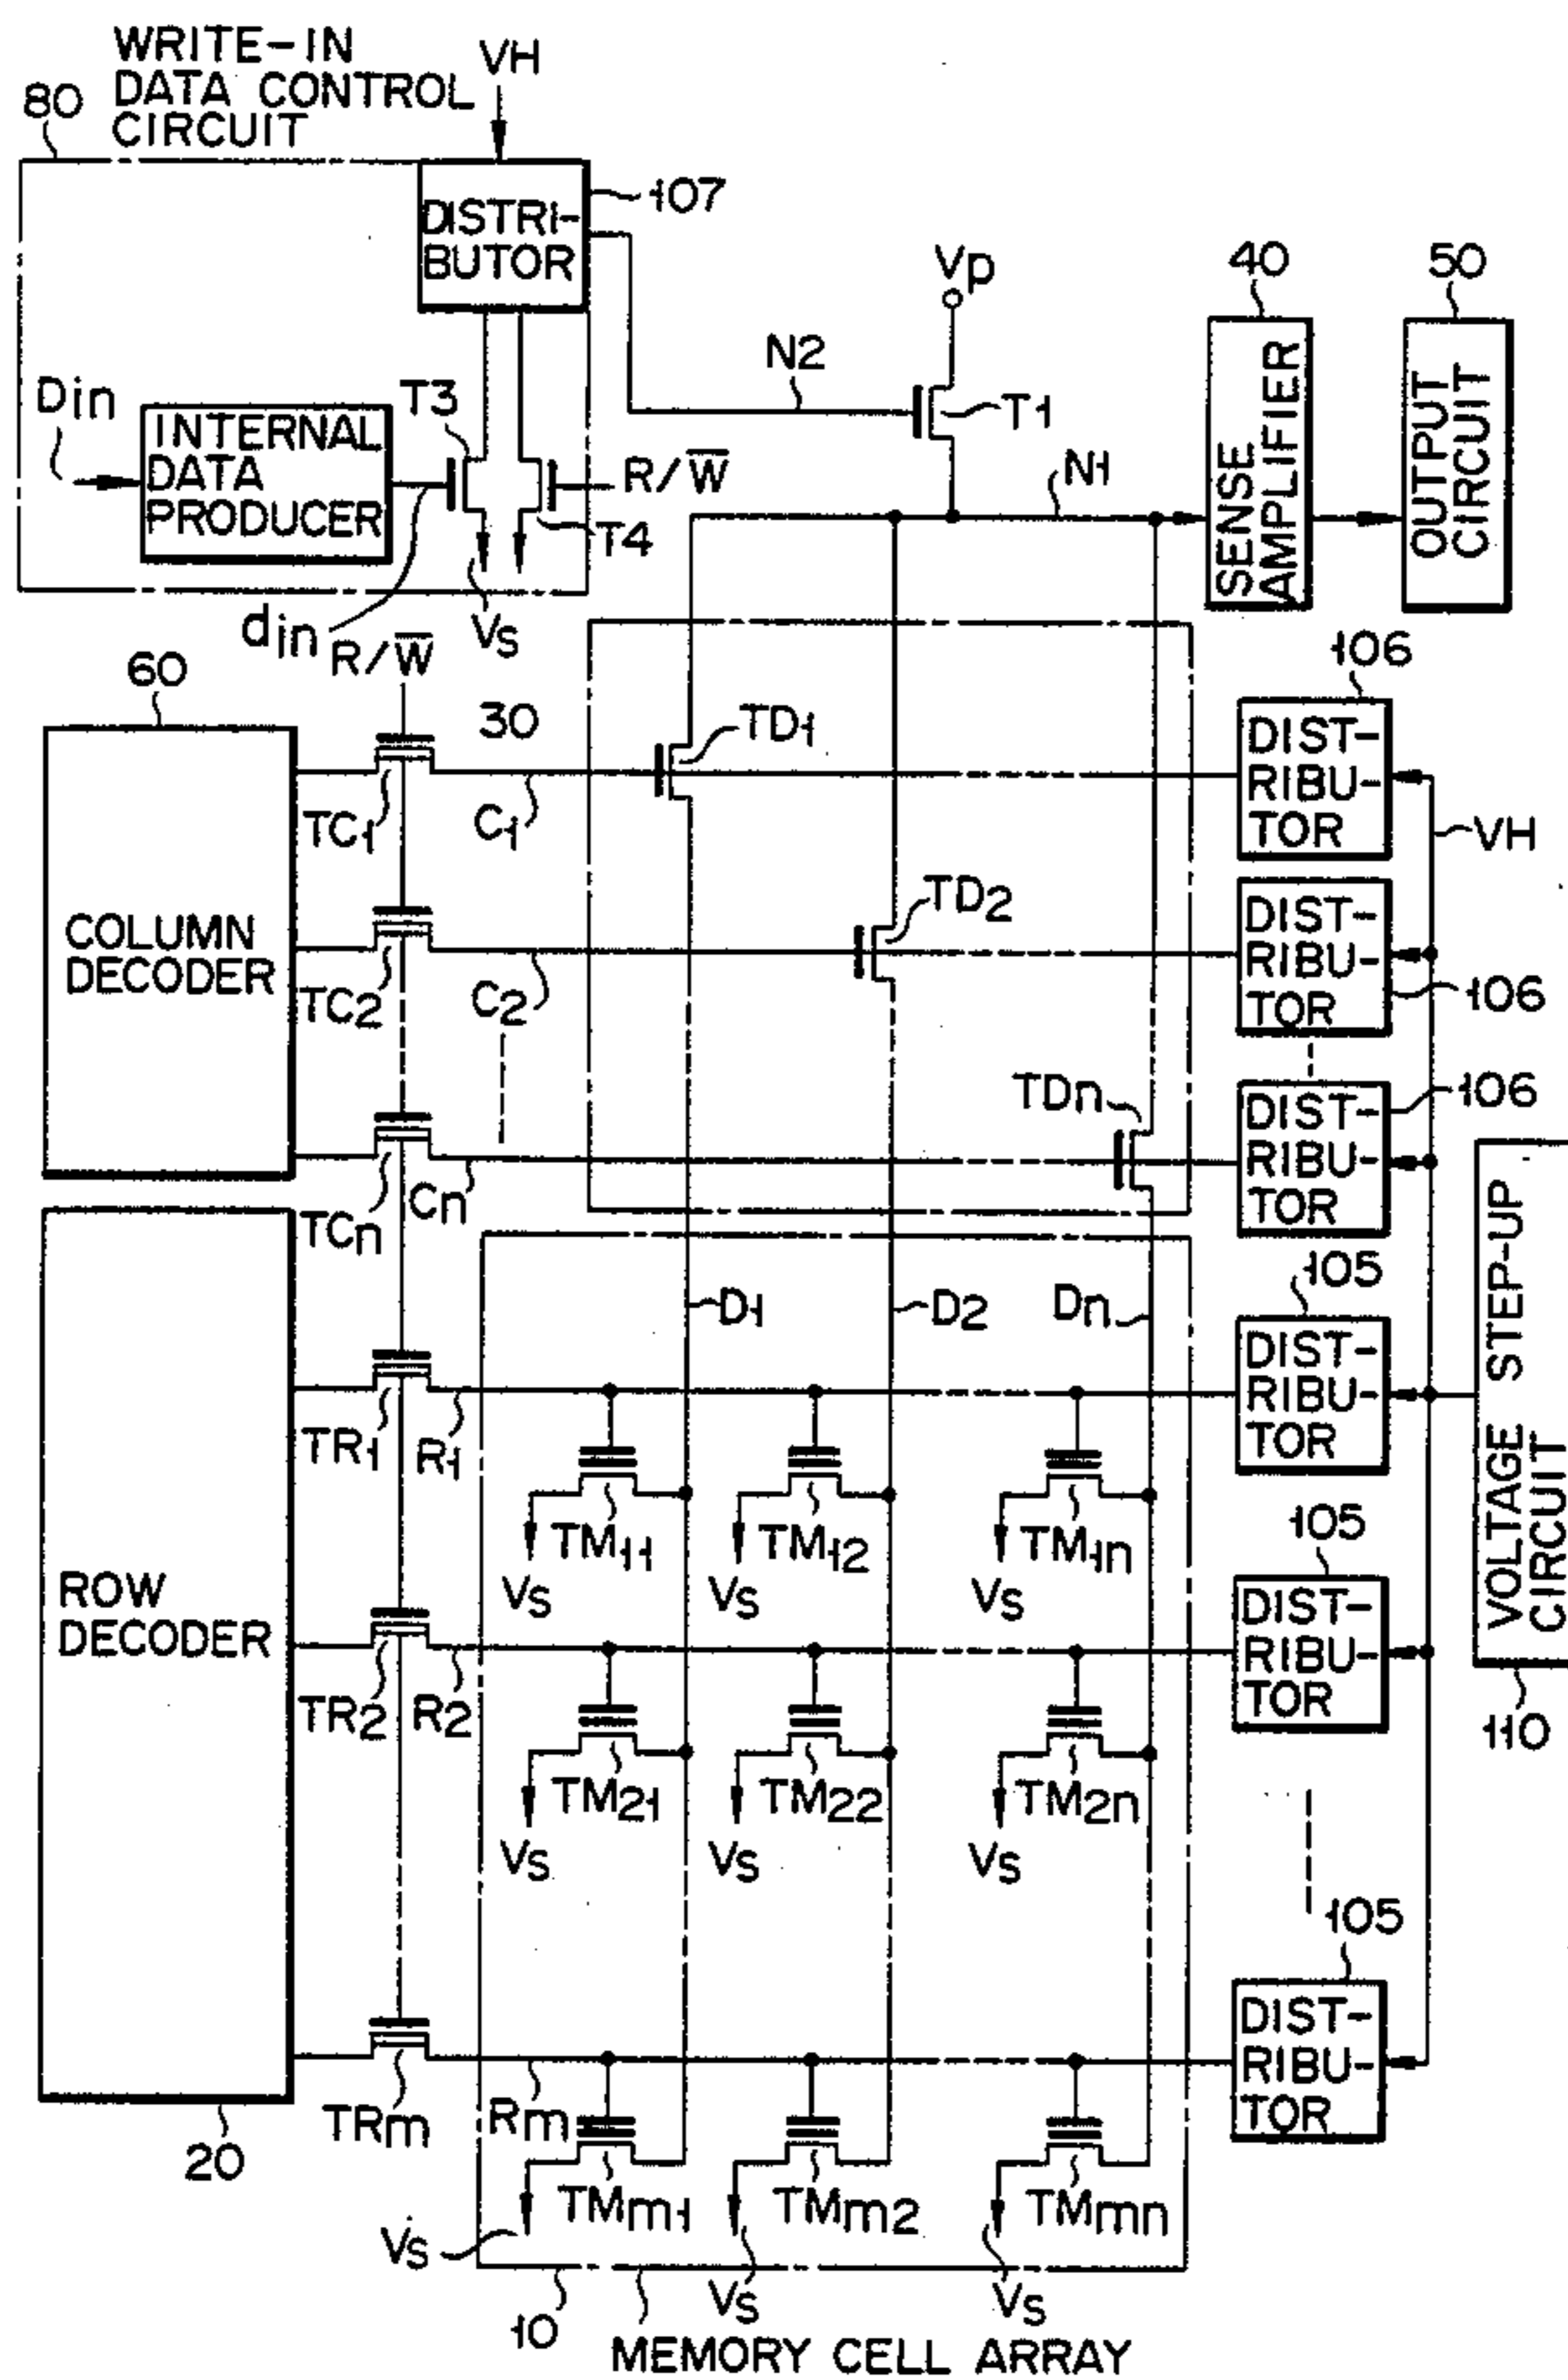 WRITE-IN
DATA CONTROL
CIRCUIT
80
VH
DISTRI-
BUTOR
107
Din
INTERNAL
DATA
PRODUCER
T3
R/W̅
T4
din
Vs
N2
Vp
T1
N1
40
SENSE
AMPLIFIER
50
OUTPUT
CIRCUIT
60
COLUMN
DECODER
R/W̅
30
TC1
C1
TD1
106
DIST-
RIBU-
TOR
VH
TC2
C2
TD2
DIST-
RIBU-
TOR
106
TCn
Cn
TDn
106
DIST-
RIBU-
TOR
ROW
DECODER
20
D1
D2
Dn
105
DIST-
RIBU-
TOR
VOLTAGE STEP-UP
CIRCUIT
110
TR1
R1
TM11
TM12
TM1n
Vs
Vs
Vs
105
DIST-
RIBU-
TOR
TR2
R2
TM21
TM22
TM2n
Vs
Vs
Vs
105
DIST-
RIBU-
TOR
TRm
Rm
TMm1
TMm2
TMmn
Vs
Vs
Vs
10
MEMORY CELL ARRAY